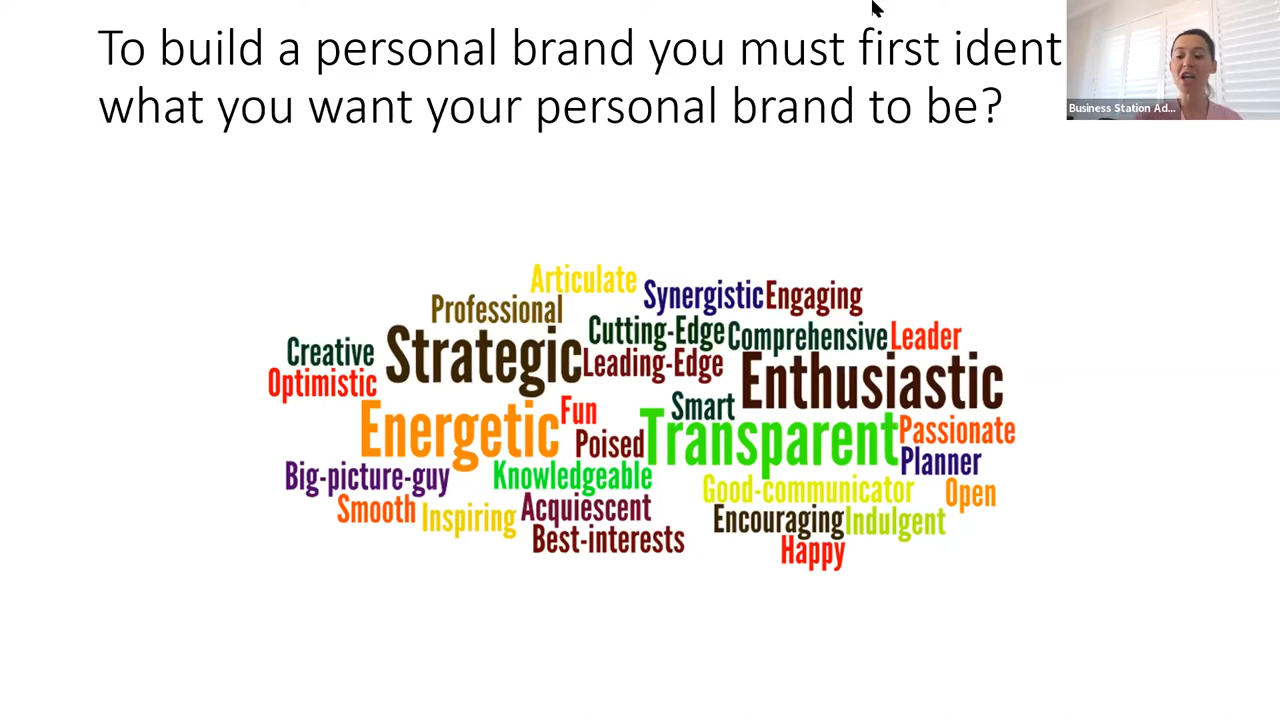 To build a personal brand you must first ident
what you want your personal brand to be?
Business Station Ad...
Articulate
Synergistic Engaging
Professional
Cutting-Edge Comprehensive Leader
Creative Strategic Leading-Edge Enthusiastic
Optimistic
Energetic Fun Smart
Poised Transparent Passionate
Planner
Big-picture-guy Knowledgeable
Good-communicator Open
Smooth Inspiring Acquiescent
Encouraging Indulgent
Best-interests
Happy